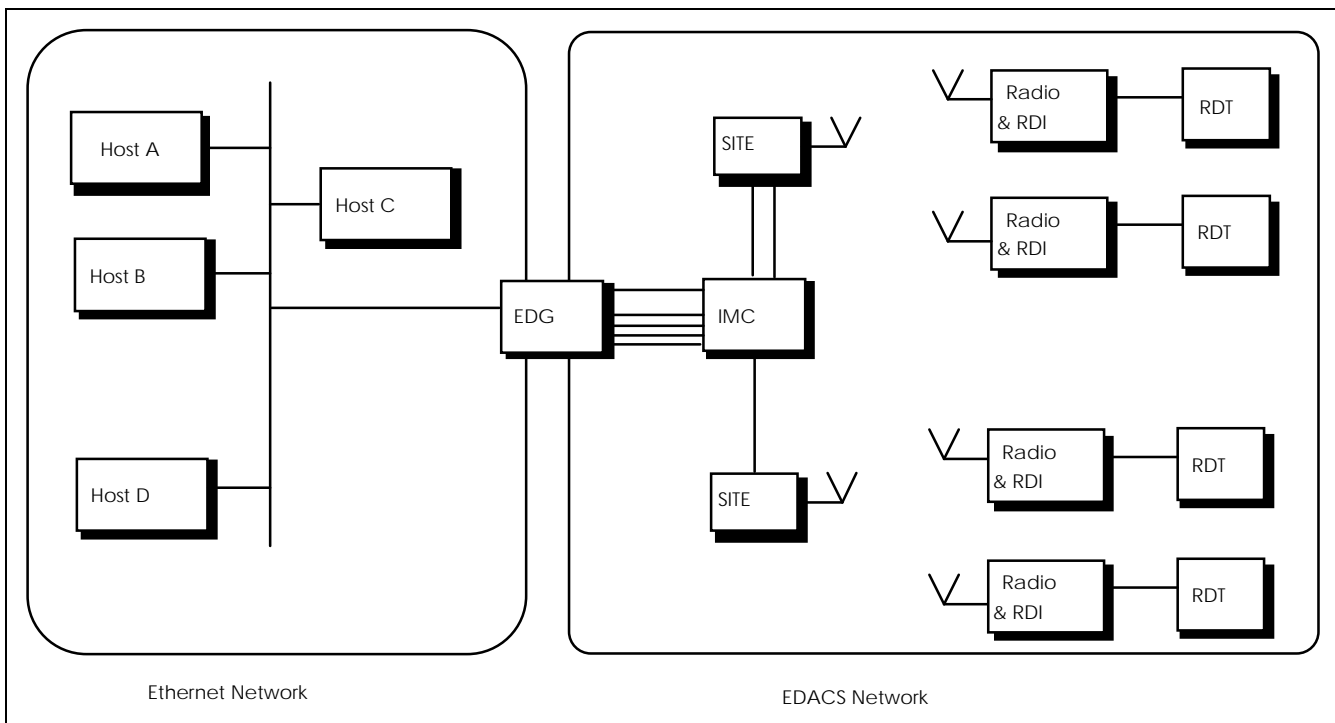 Host A
Host C
Host B
Host D
EDG
IMC
SITE
SITE
Radio
& RDI
RDT
Radio
& RDI
RDT
Radio
& RDI
RDT
Radio
& RDI
RDT
Ethernet Network
EDACS Network